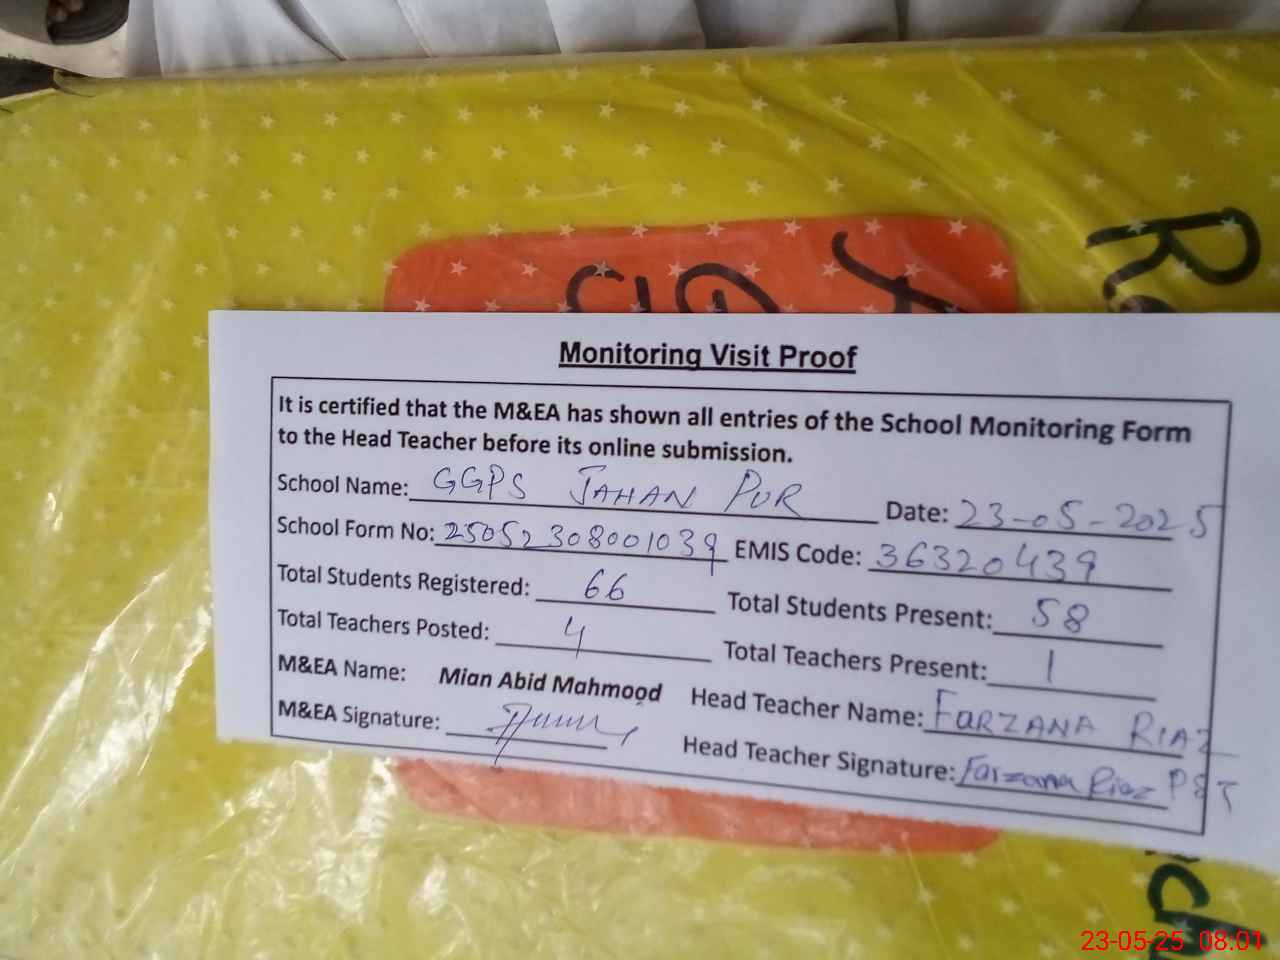 Monitoring Visit Proof
It is certified that the M&EA has shown all entries of the School Monitoring Form
to the Head Teacher before its online submission.
School Name: GGPS JAHAN PUR Date: 23-05-2025
School Form No: 25052308001039 EMIS Code: 36320439
Total Students Registered: 66 Total Students Present: 58
Total Teachers Posted: 4 Total Teachers Present: 1
M&EA Name: Mian Abid Mahmood Head Teacher Name: FARZANA RIAZ
M&EA Signature: Head Teacher Signature: Farzana Riaz PST
23-05-25 08.01